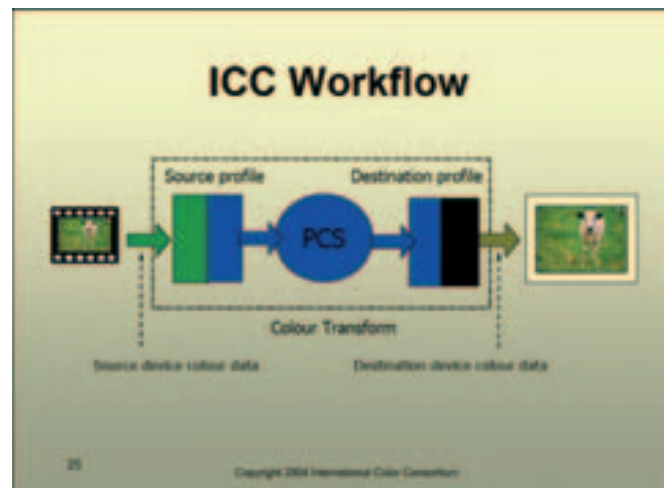 ICC Workflow
Source profile Destination profile
PCS
Colour Transform
Source device colour data Destination device colour data
25
Copyright 2004 International Color Consortium